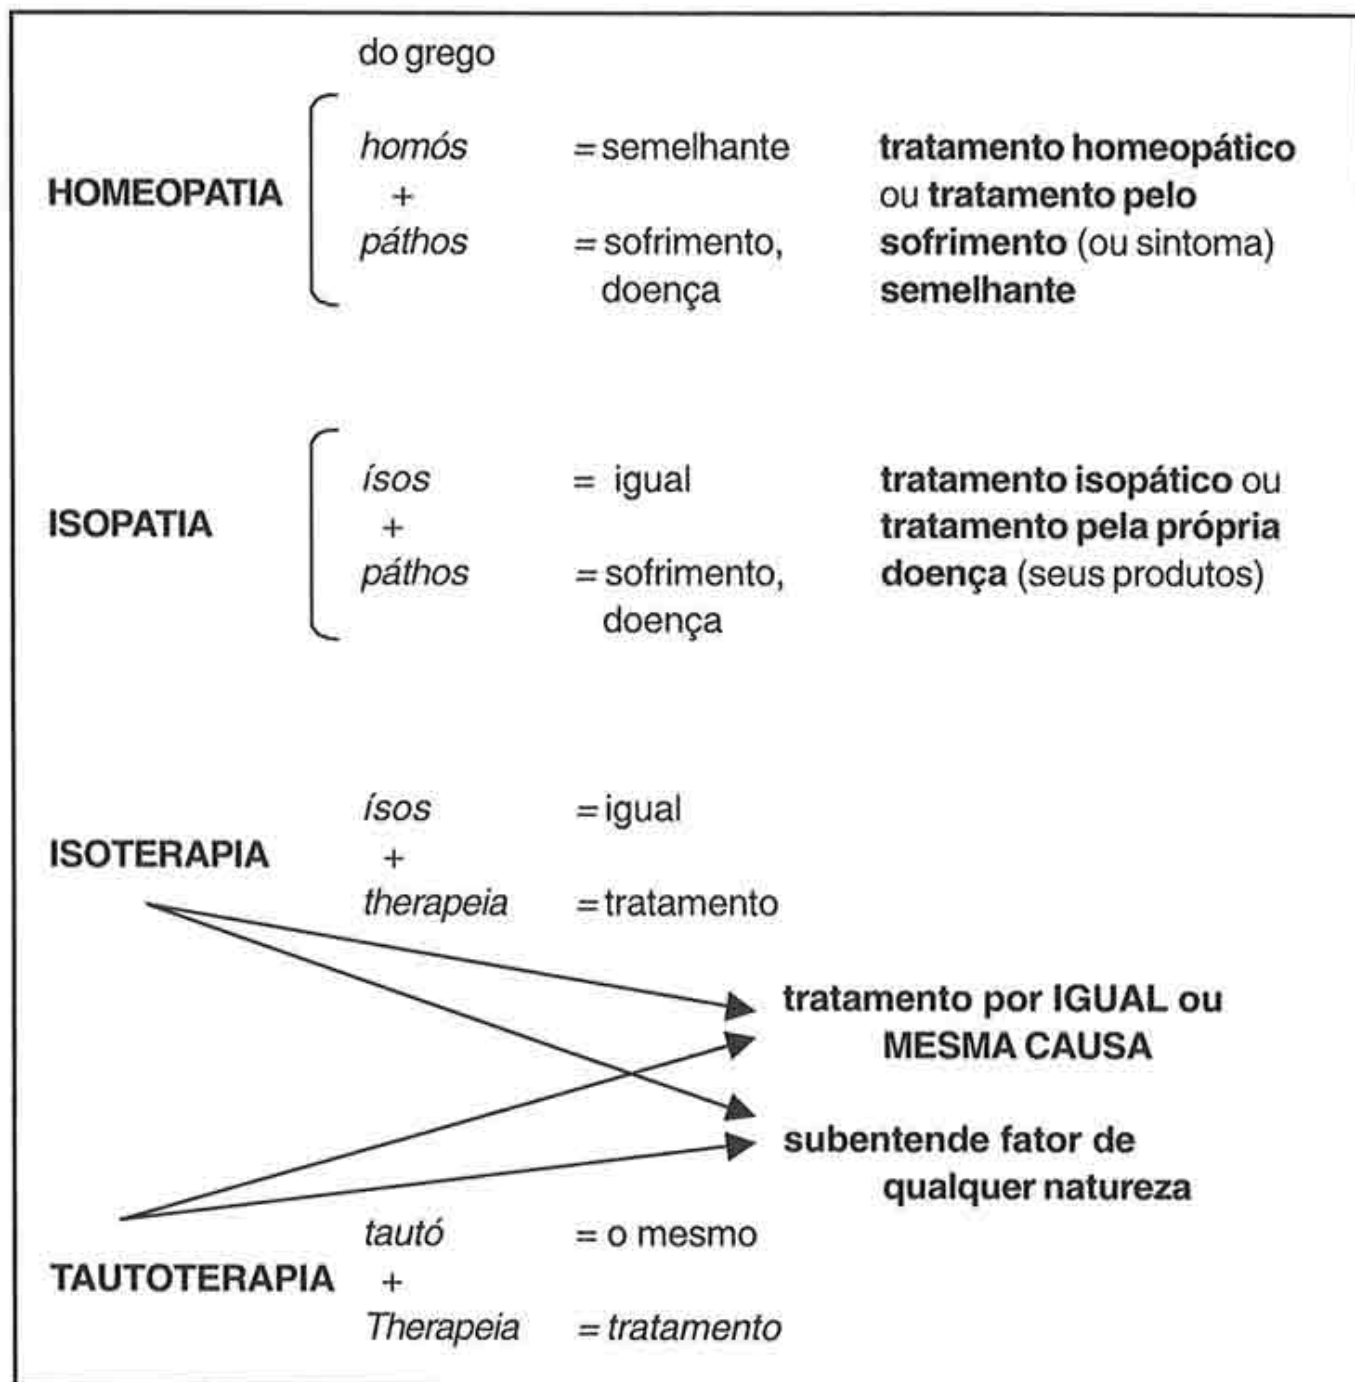 do grego
homós = semelhante tratamento homeopático
HOMEOPATIA + ou tratamento pelo
páthos = sofrimento, sofrimento (ou sintoma)
doença semelhante
ísos = igual tratamento isopático ou
ISOPATIA + tratamento pela própria
páthos = sofrimento, doença (seus produtos)
doença
ísos = igual
ISOTERAPIA +
therapeia = tratamento
tratamento por IGUAL ou
MESMA CAUSA
subentende fator de
qualquer natureza
tautó = o mesmo
TAUTOTERAPIA +
Therapeia = tratamento